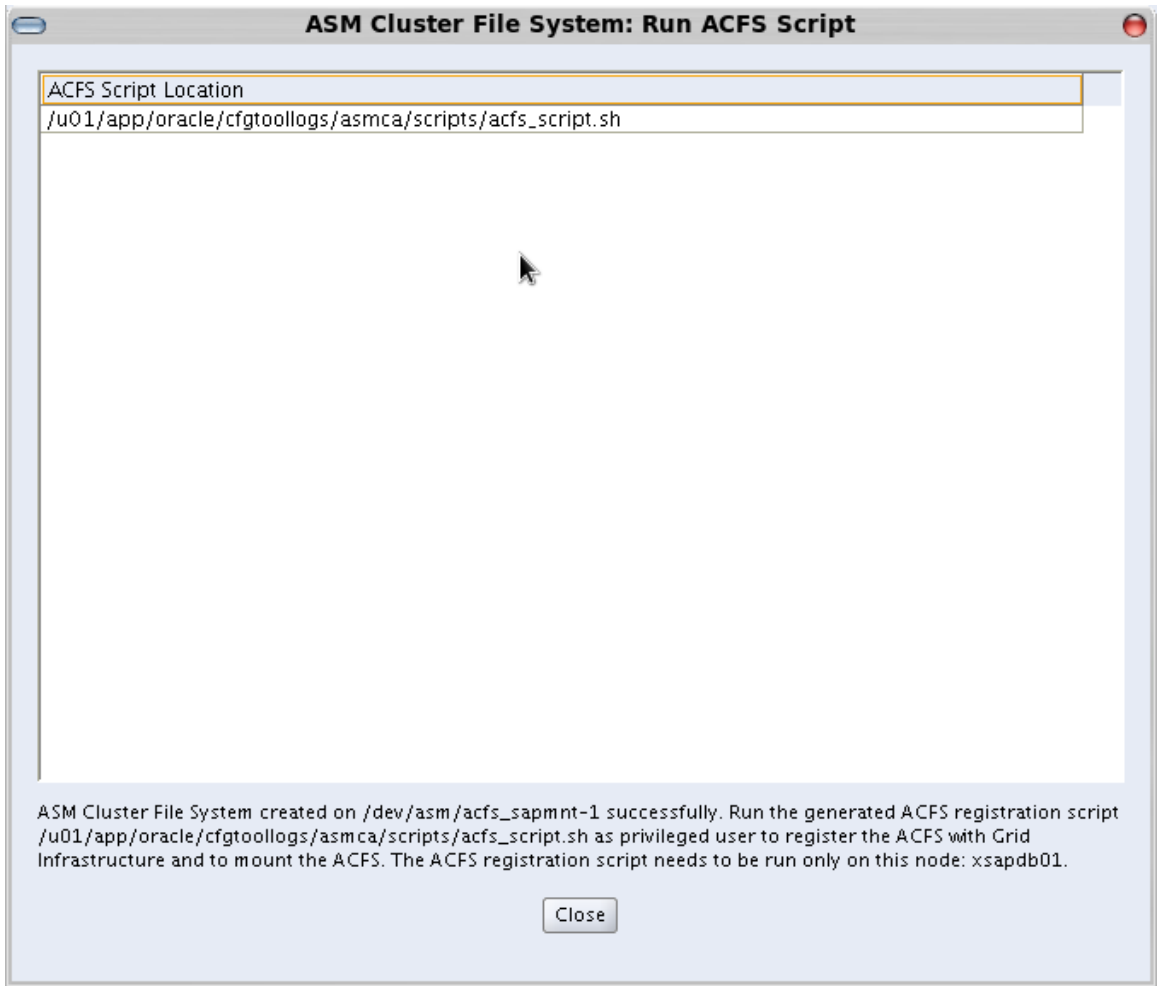 ASM Cluster File System: Run ACFS Script
ACFS Script Location
/u01/app/oracle/cfgtoollogs/asmca/scripts/acfs_script.sh
ASM Cluster File System created on /dev/asm/acfs_sapmnt-1 successfully. Run the generated ACFS registration script
/u01/app/oracle/cfgtoollogs/asmca/scripts/acfs_script.sh as privileged user to register the ACFS with Grid
Infrastructure and to mount the ACFS. The ACFS registration script needs to be run only on this node: xsapdb01.
Close